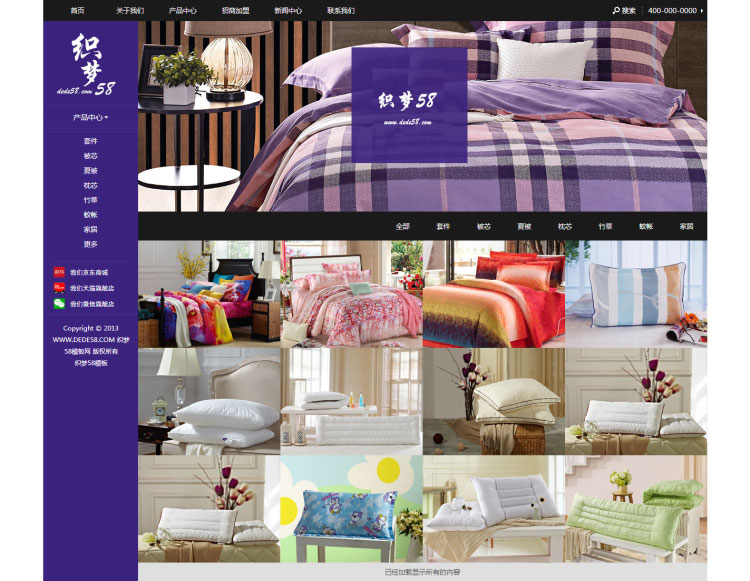 首页 关于我们 产品中心 招商加盟 新闻中心 联系我们 搜索 400-000-0000
织梦58
dede58.com
产品中心
套件
被芯
夏被
枕芯
竹草
蚊帐
家居
更多
我们京东商城
我们天猫旗舰店
我们微信旗舰店
Copyright © 2013
WWW.DEDE58.COM 织梦
58模板网 版权所有
织梦58模板
织梦58
www.dede58.com
全部 套件 被芯 夏被 枕芯 竹草 蚊帐 家居
已经加载显示所有的内容